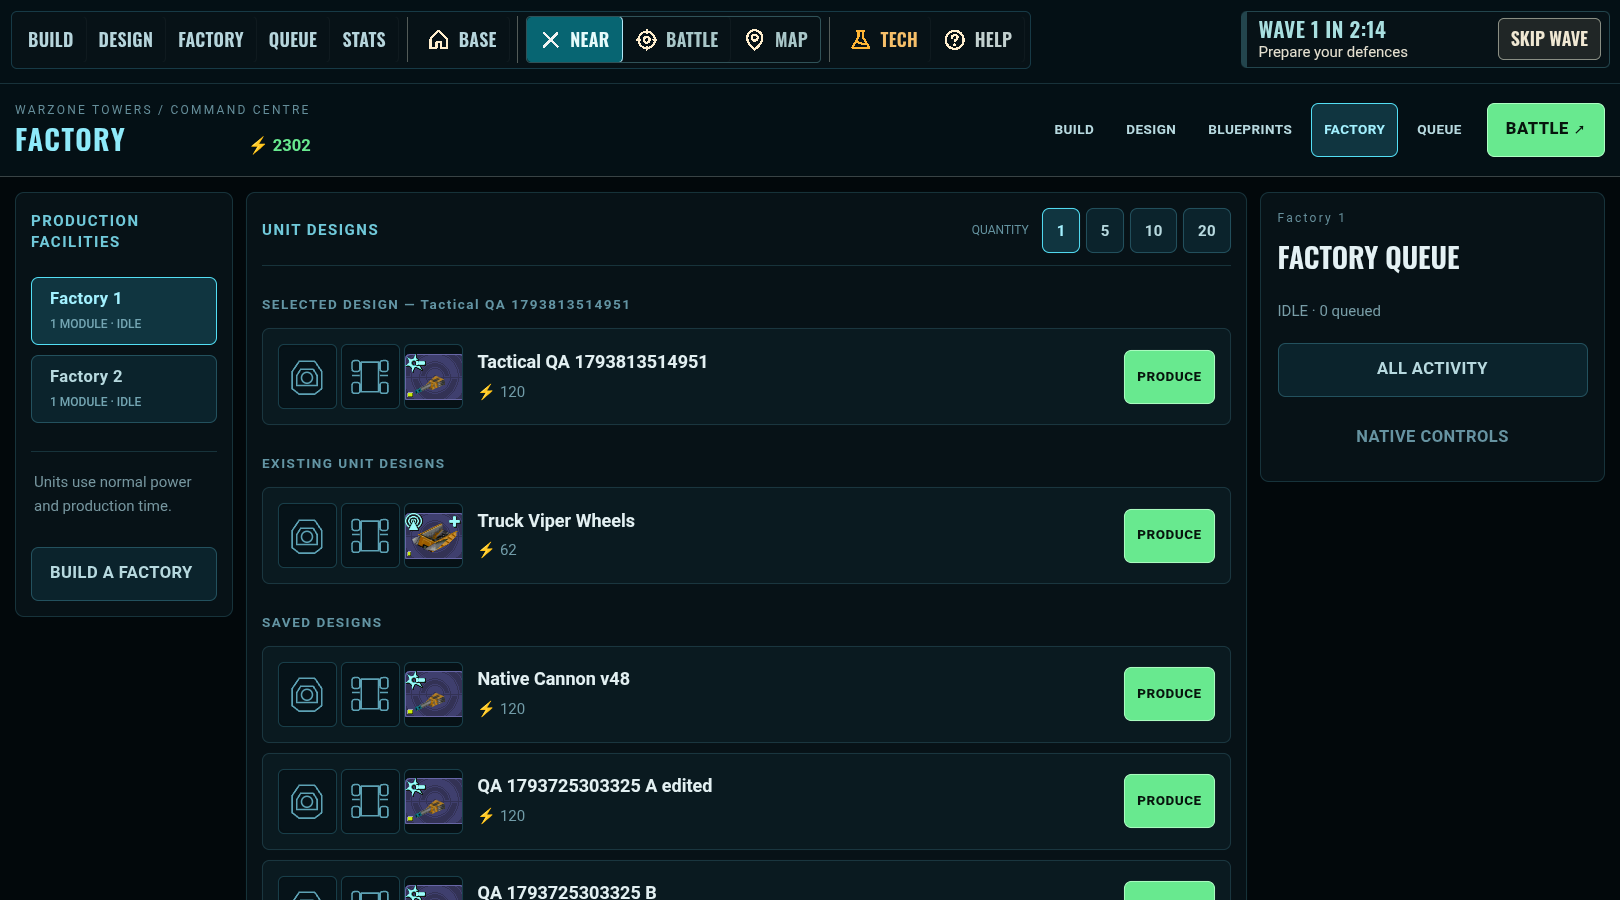 BUILD DESIGN FACTORY QUEUE STATS BASE NEAR BATTLE MAP TECH HELP
WAVE 1 IN 2:14
Prepare your defences
SKIP WAVE
WARZONE TOWERS / COMMAND CENTRE
FACTORY
⚡ 2302
BUILD DESIGN BLUEPRINTS FACTORY QUEUE BATTLE ↗
PRODUCTION
FACILITIES
Factory 1
1 MODULE · IDLE
Factory 2
1 MODULE · IDLE
Units use normal power
and production time.
BUILD A FACTORY
UNIT DESIGNS
QUANTITY 1 5 10 20
SELECTED DESIGN — Tactical QA 1793813514951
Tactical QA 1793813514951
⚡ 120
PRODUCE
EXISTING UNIT DESIGNS
Truck Viper Wheels
⚡ 62
PRODUCE
SAVED DESIGNS
Native Cannon v48
⚡ 120
PRODUCE
QA 1793725303325 A edited
⚡ 120
PRODUCE
QA 1793725303325 B
Factory 1
FACTORY QUEUE
IDLE · 0 queued
ALL ACTIVITY
NATIVE CONTROLS